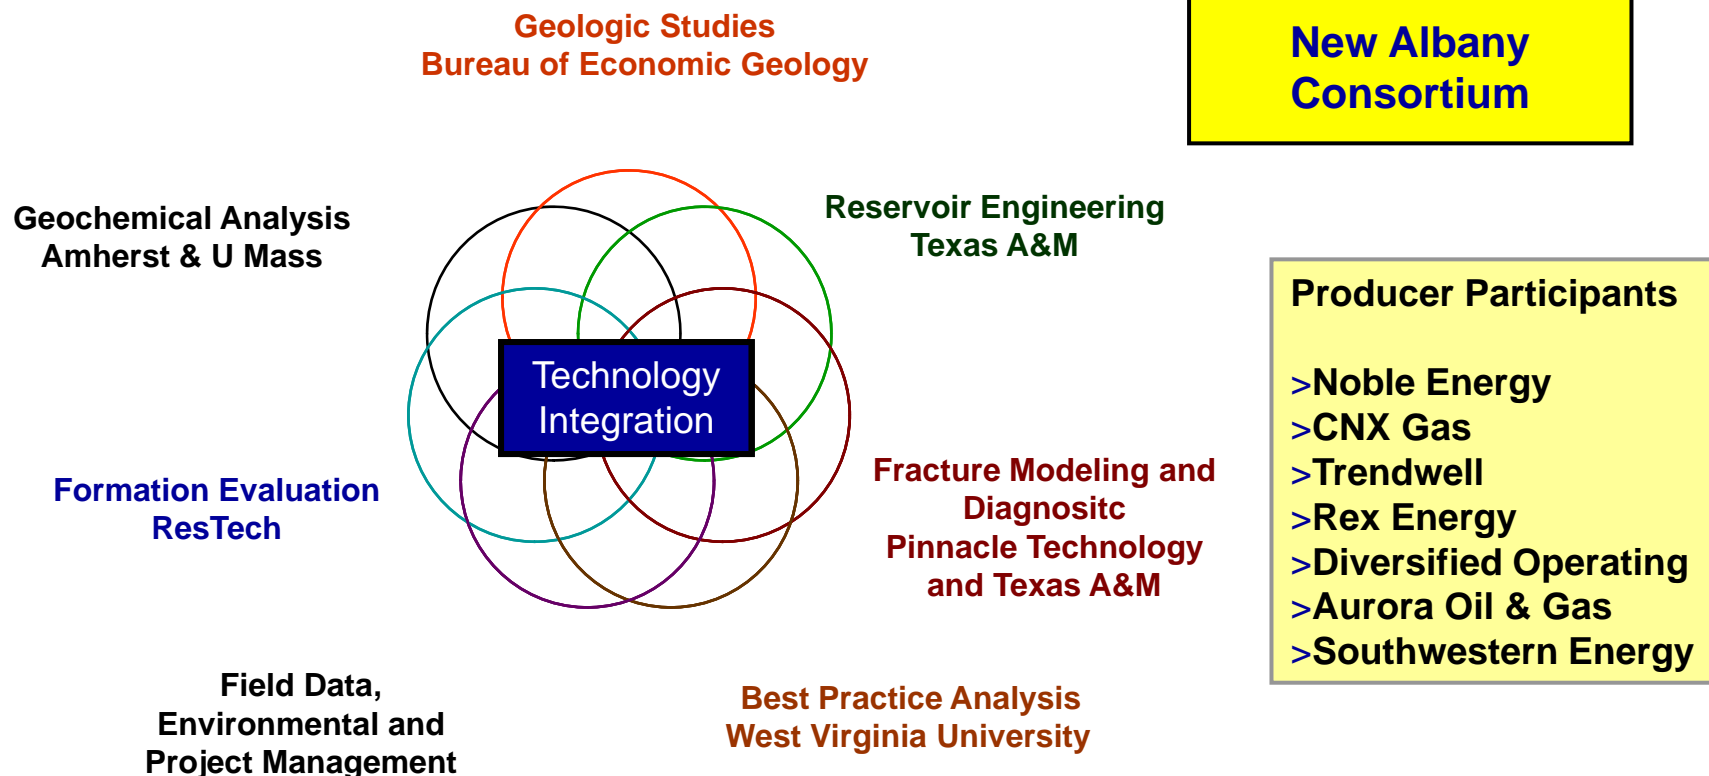 Geologic Studies
Bureau of Economic Geology
New Albany
Consortium
Geochemical Analysis
Amherst & U Mass
Reservoir Engineering
Texas A&M
Technology
Integration
Formation Evaluation
ResTech
Fracture Modeling and
Diagnositc
Pinnacle Technology
and Texas A&M
Field Data,
Environmental and
Project Management
Best Practice Analysis
West Virginia University
Producer Participants
>Noble Energy
>CNX Gas
>Trendwell
>Rex Energy
>Diversified Operating
>Aurora Oil & Gas
>Southwestern Energy